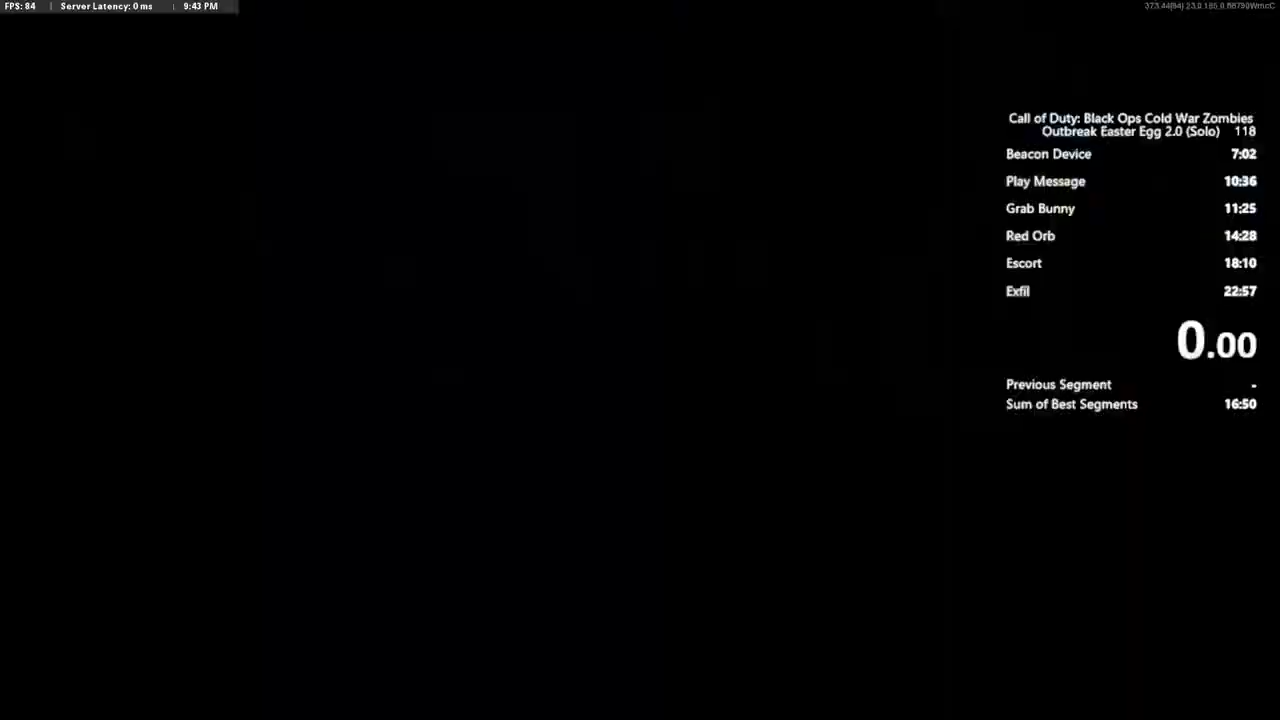 FPS: 84 | Server Latency: 0 ms | 9:43 PM
Call of Duty: Black Ops Cold War Zombies
Outbreak Easter Egg 2.0 (Solo) 118
Beacon Device 7:02
Play Message 10:36
Grab Bunny 11:25
Red Orb 14:28
Escort 18:10
Exfil 22:57
0.00
Previous Segment -
Sum of Best Segments 16:50